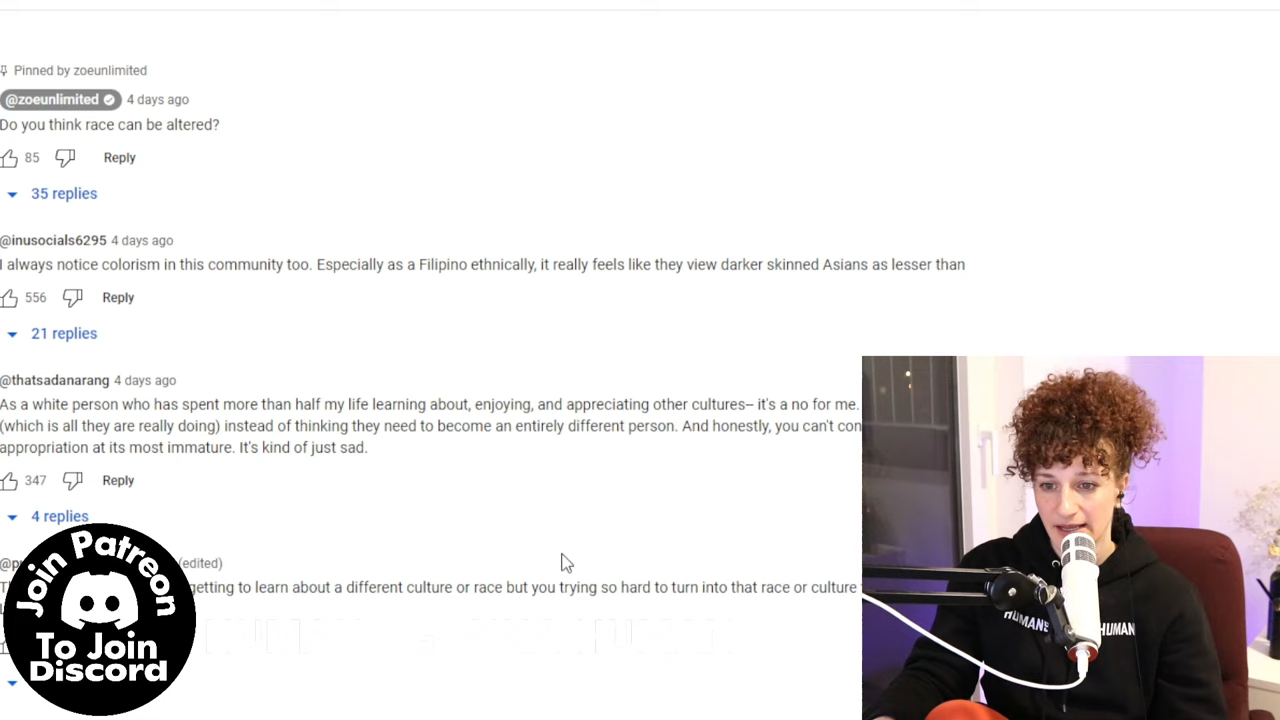 Pinned by zoeunlimited
@zoeunlimited 4 days ago
Do you think race can be altered?
85 Reply
35 replies
@inusocials6295 4 days ago
I always notice colorism in this community too. Especially as a Filipino ethnically, it really feels like they view darker skinned Asians as lesser than
556 Reply
21 replies
@thatsadanarang 4 days ago
As a white person who has spent more than half my life learning about, enjoying, and appreciating other cultures-- it's a no for me.
(which is all they are really doing) instead of thinking they need to become an entirely different person. And honestly, you can't con
appropriation at its most immature. It's kind of just sad.
347 Reply
4 replies
(edited)
getting to learn about a different culture or race but you trying so hard to turn into that race or culture
Join Patreon
To Join
Discord
HUMANS HUMAN